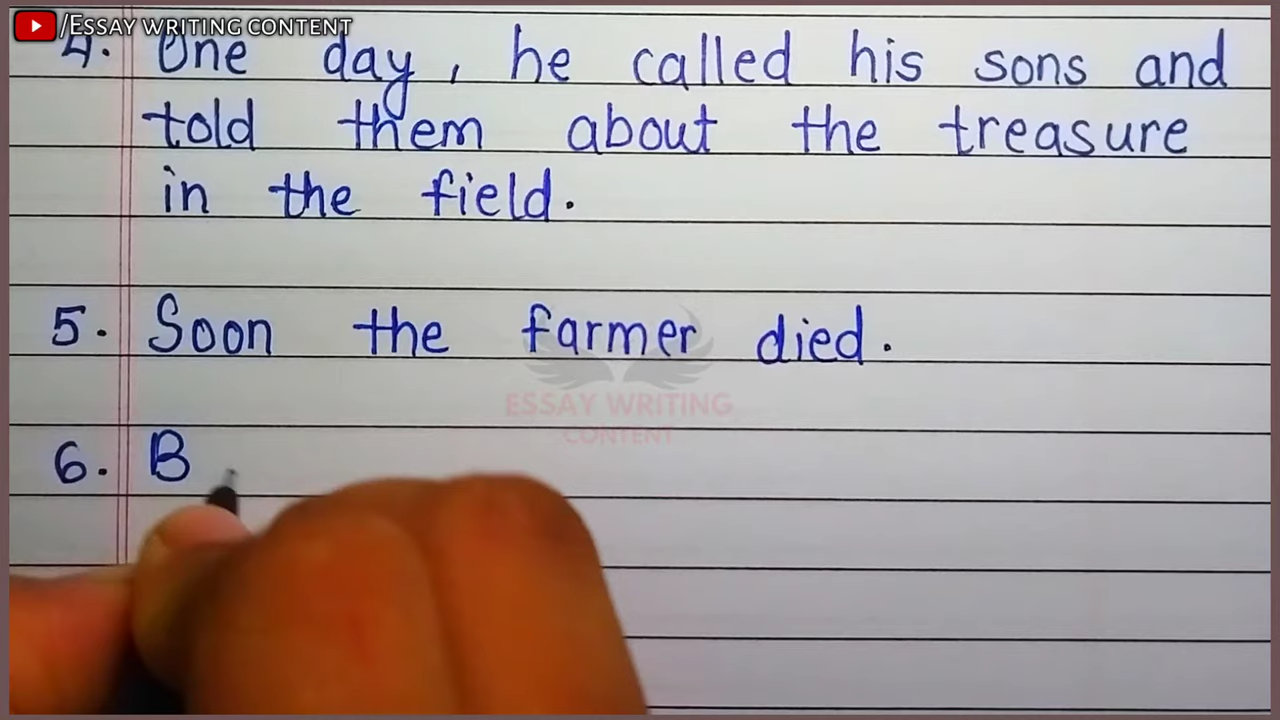 /ESSAY WRITING CONTENT
4. One day, he called his sons and
told them about the treasure
in the field.
5. Soon the farmer died.
ESSAY WRITING
CONTENT
6. B